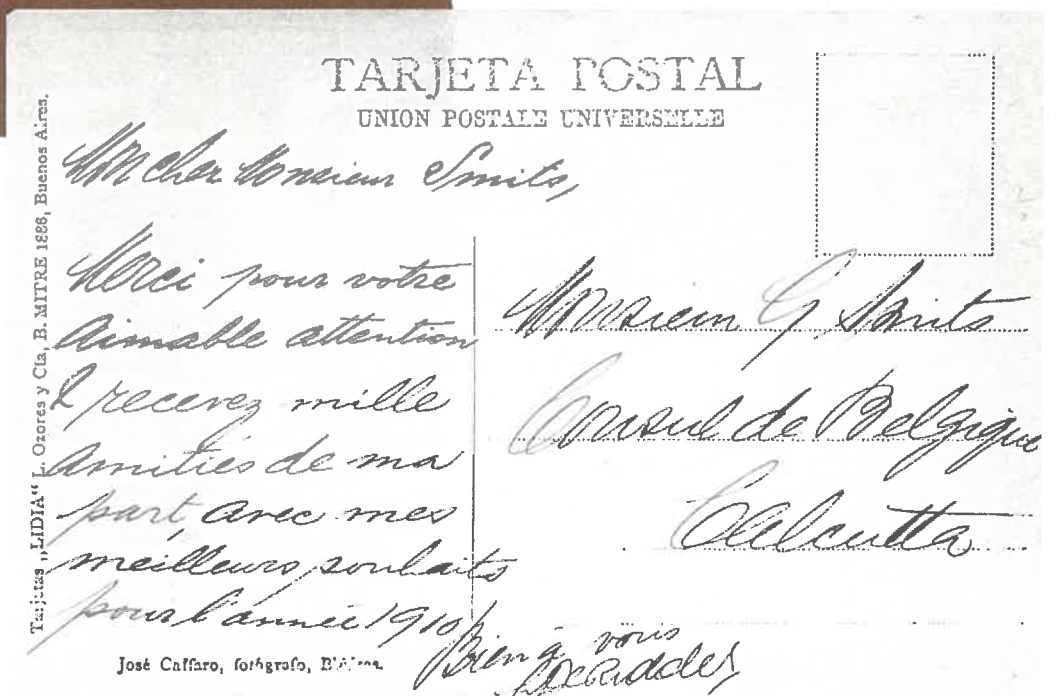 TARJETA POSTAL
UNION POSTALE UNIVERSELLE
Tarjetas „LIDIA“ L. Ozores y Cia, B. MITRE 1886, Buenos Aires.
Mon cher Monsieur Smits,
Merci pour votre
aimable attention
& recevez mille
amitiés de ma
part, avec mes
meilleurs souhaits
pour l'année 1910
Bien à vous
DeRidder
José Caffaro, fotógrafo, B'Aires.
Monsieur G Smits
Consul de Belgique
Calcutta